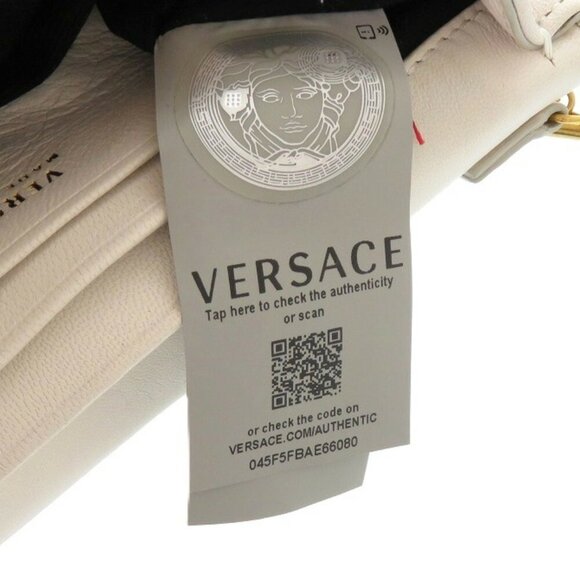 VERSACE
Tap here to check the authenticity
or scan
or check the code on
VERSACE.COM/AUTHENTIC
045F5FBAE66080